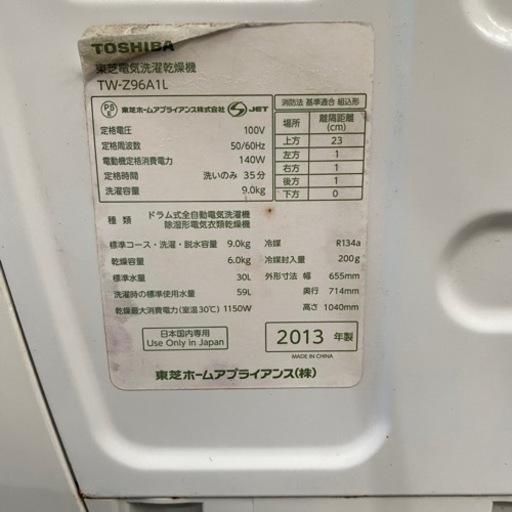 TOSHIBA
東芝電気洗濯乾燥機
TW-Z96A1L
PS E 東芝ホームアプライアンス株式会社 JET
定格電圧 100V
定格周波数 50/60Hz
電動機定格消費電力 140W
定格時間 洗いのみ 35分
洗濯容量 9.0kg
消防法 基準適合 組込形
場所 離隔距離(cm)
上方 23
左方 1
右方 1
後方 1
下方 0
種類 ドラム式全自動電気洗濯機
除湿形電気衣類乾燥機
標準コース・洗濯・脱水容量 9.0kg 冷媒 R134a
乾燥容量 6.0kg 冷媒封入量 200g
標準水量 30L 外形寸法 幅 655mm
洗濯時の標準使用水量 59L 奥行 714mm
乾燥最大消費電力(室温30℃) 1150W 高さ 1040mm
日本国内専用
Use Only in Japan
2013 年製
MADE IN CHINA
東芝ホームアプライアンス(株)